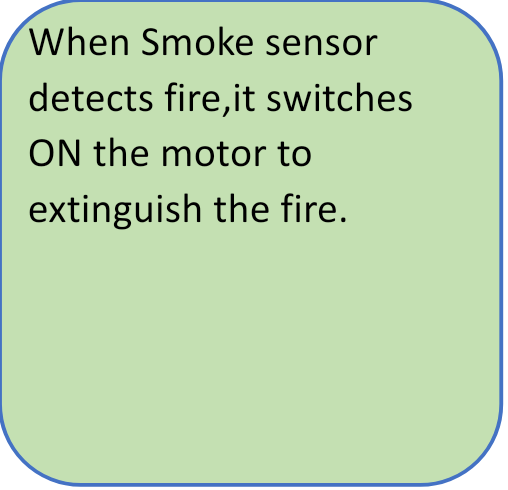 When Smoke sensor
detects fire,it switches
ON the motor to
extinguish the fire.